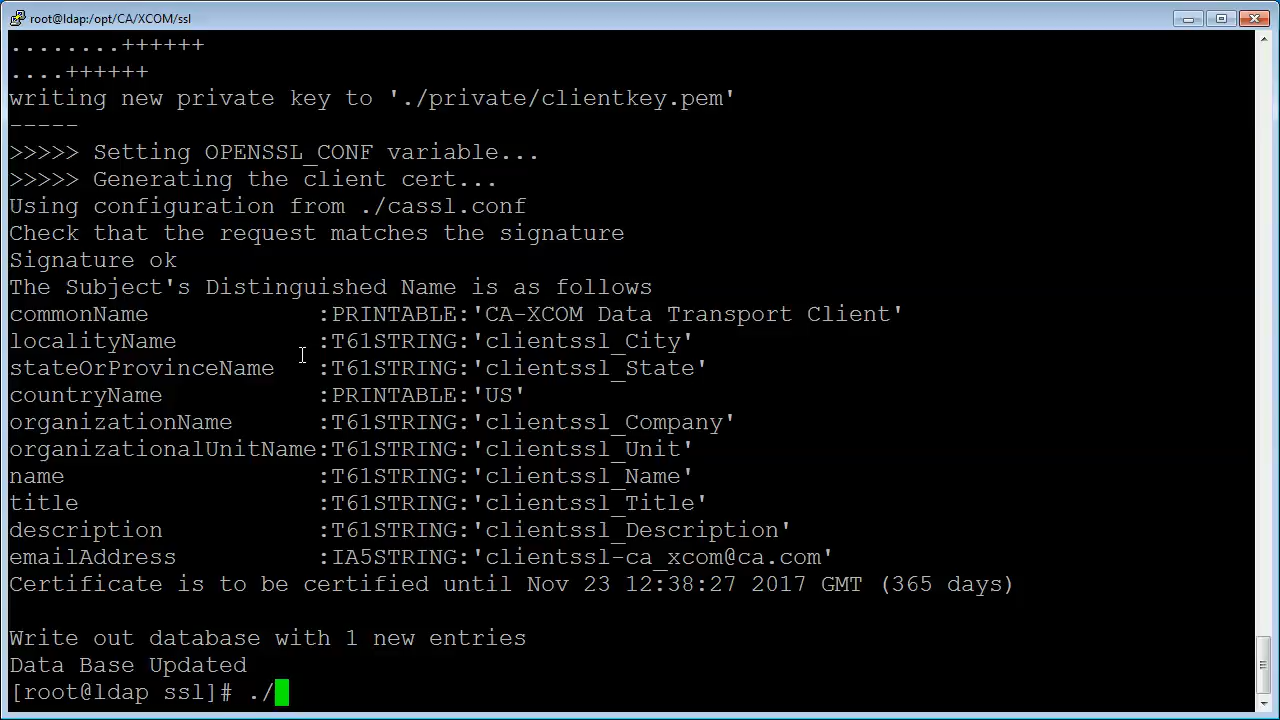 root@ldap:/opt/CA/XCOM/ssl
........++++++
....++++++
writing new private key to './private/clientkey.pem'
-----
>>>>> Setting OPENSSL_CONF variable...
>>>>> Generating the client cert...
Using configuration from ./cassl.conf
Check that the request matches the signature
Signature ok
The Subject's Distinguished Name is as follows
commonName            :PRINTABLE:'CA-XCOM Data Transport Client'
localityName          :T61STRING:'clientssl_City'
stateOrProvinceName   :T61STRING:'clientssl_State'
countryName           :PRINTABLE:'US'
organizationName      :T61STRING:'clientssl_Company'
organizationalUnitName:T61STRING:'clientssl_Unit'
name                  :T61STRING:'clientssl_Name'
title                 :T61STRING:'clientssl_Title'
description           :T61STRING:'clientssl_Description'
emailAddress          :IA5STRING:'clientssl-ca_xcom@ca.com'
Certificate is to be certified until Nov 23 12:38:27 2017 GMT (365 days)
Write out database with 1 new entries
Data Base Updated
[root@ldap ssl]# ./